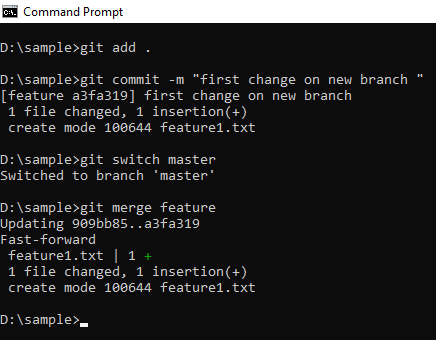 Command Prompt
D:\sample>git add .
D:\sample>git commit -m "first change on new branch "
[feature a3fa319] first change on new branch
1 file changed, 1 insertion(+)
create mode 100644 feature1.txt
D:\sample>git switch master
Switched to branch 'master'
D:\sample>git merge feature
Updating 909bb85..a3fa319
Fast-forward
feature1.txt | 1 +
1 file changed, 1 insertion(+)
create mode 100644 feature1.txt
D:\sample>